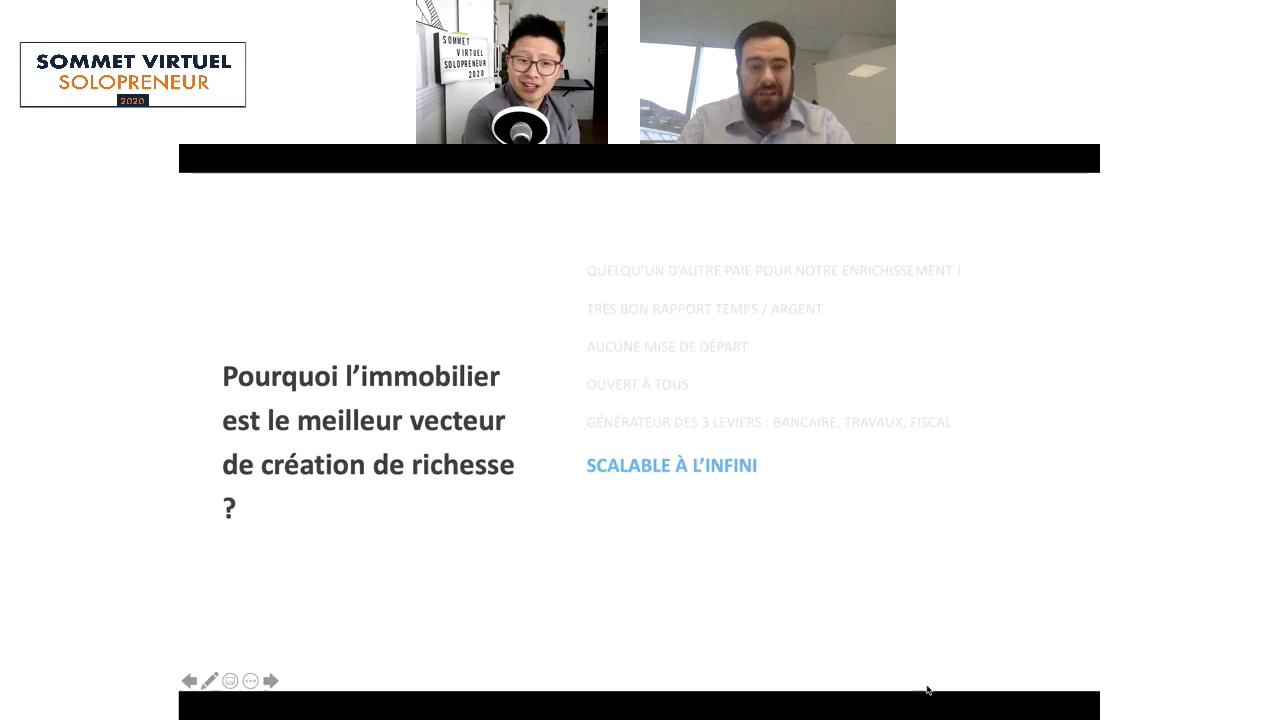 SOMMET VIRTUEL
SOLOPRENEUR
2020
SOMMET
VIRTUEL
SOLOPRENEUR
2020
Pourquoi l’immobilier
est le meilleur vecteur
de création de richesse
?
QUELQU’UN D’AUTRE PAIE POUR NOTRE ENRICHISSEMENT !
TRÈS BON RAPPORT TEMPS / ARGENT
AUCUNE MISE DE DÉPART
OUVERT À TOUS
GÉNÉRATEUR DES 3 LEVIERS : BANCAIRE, TRAVAUX, FISCAL
SCALABLE À L’INFINI